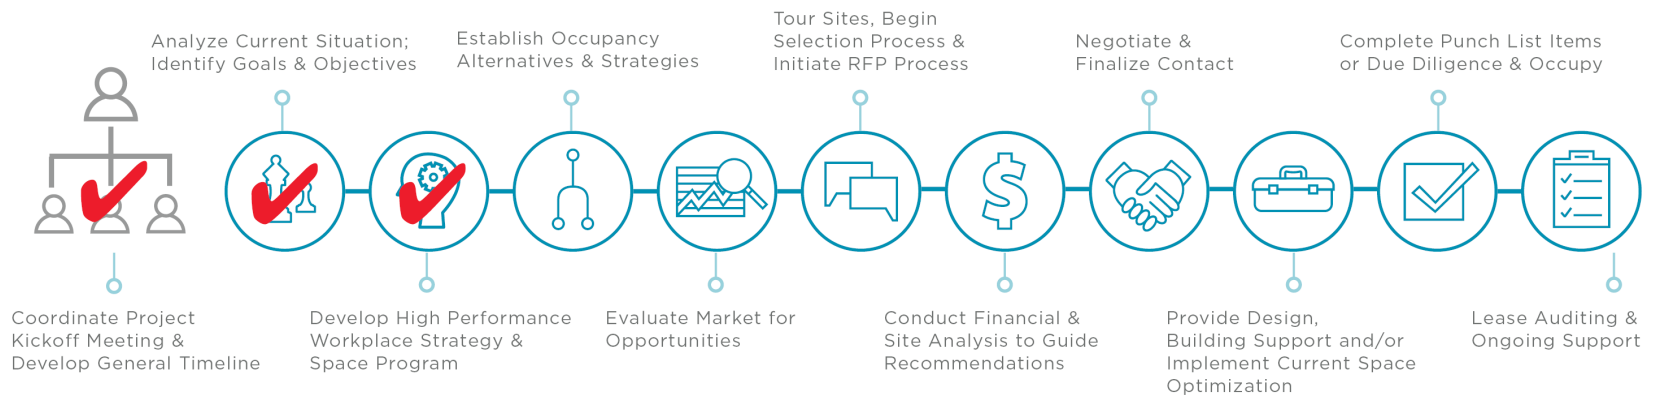 Coordinate Project
Kickoff Meeting &
Develop General Timeline
Analyze Current Situation;
Identify Goals & Objectives
Develop High Performance
Workplace Strategy &
Space Program
Establish Occupancy
Alternatives & Strategies
Evaluate Market for
Opportunities
Tour Sites, Begin
Selection Process &
Initiate RFP Process
Conduct Financial &
Site Analysis to Guide
Recommendations
Negotiate &
Finalize Contact
Provide Design,
Building Support and/or
Implement Current Space
Optimization
Complete Punch List Items
or Due Diligence & Occupy
Lease Auditing &
Ongoing Support